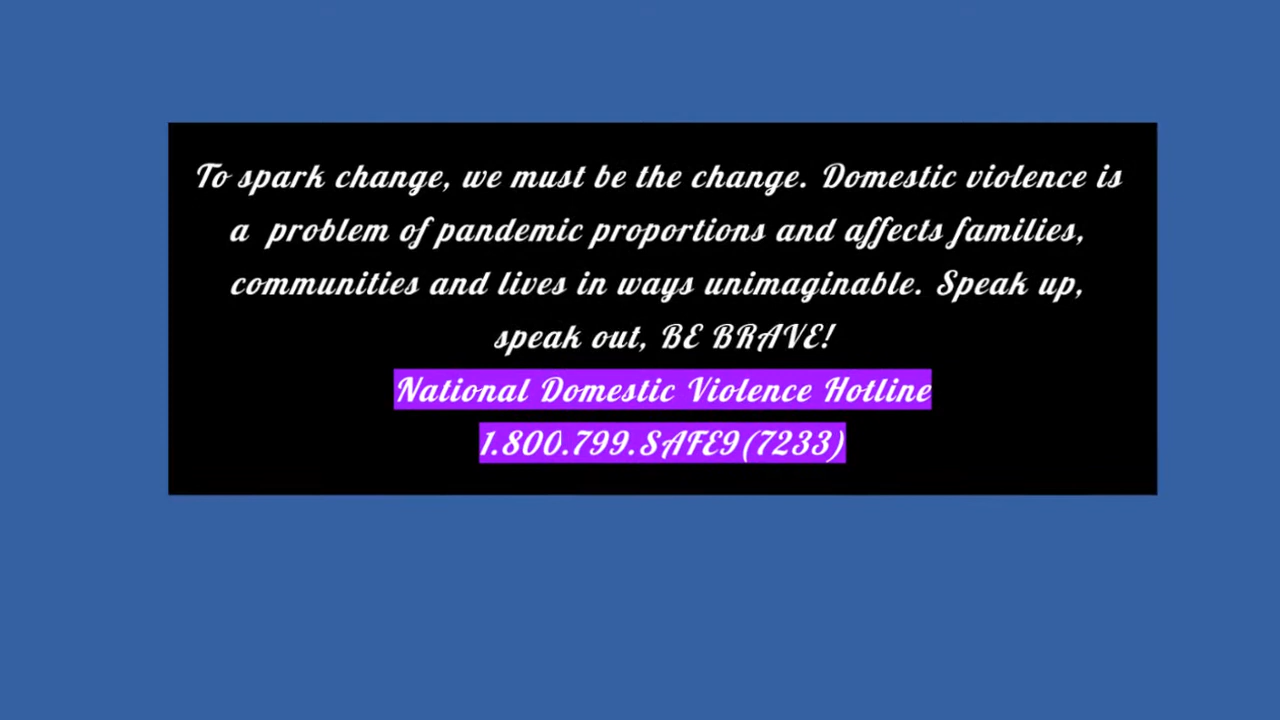 To spark change, we must be the change. Domestic violence is
a problem of pandemic proportions and affects families,
communities and lives in ways unimaginable. Speak up,
speak out, BE BRAVE!
National Domestic Violence Hotline
1.800.799.SAFE9(7233)